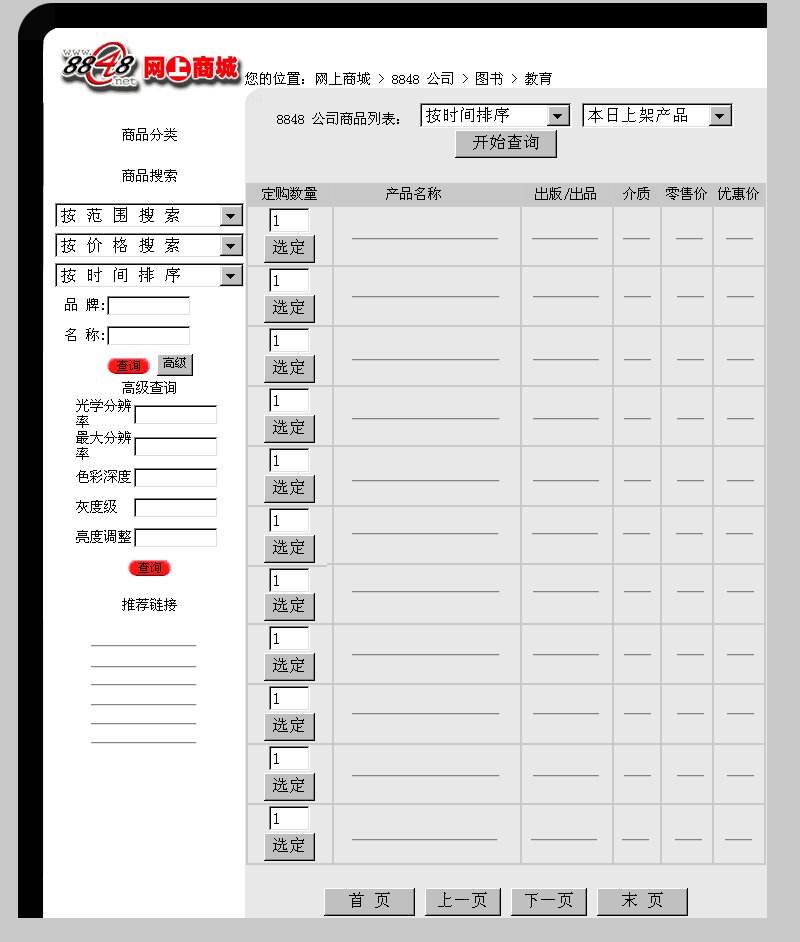 www.8848.net 网上商城
您的位置: 网上商城 > 8848 公司 > 图书 > 教育
8848 公司商品列表: 按时间排序 本日上架产品
开始查询
商品分类
商品搜索
按 范 围 搜 索
按 价 格 搜 索
按 时 间 排 序
品 牌:
名 称:
查询 高级
高级查询
光学分辨
率
最大分辨
率
色彩深度
灰度级
亮度调整
查询
推荐链接
定购数量 产品名称 出版/出品 介质 零售价 优惠价
1
选定
1
选定
1
选定
1
选定
1
选定
1
选定
1
选定
1
选定
1
选定
1
选定
1
选定
首 页 上一页 下一页 末 页